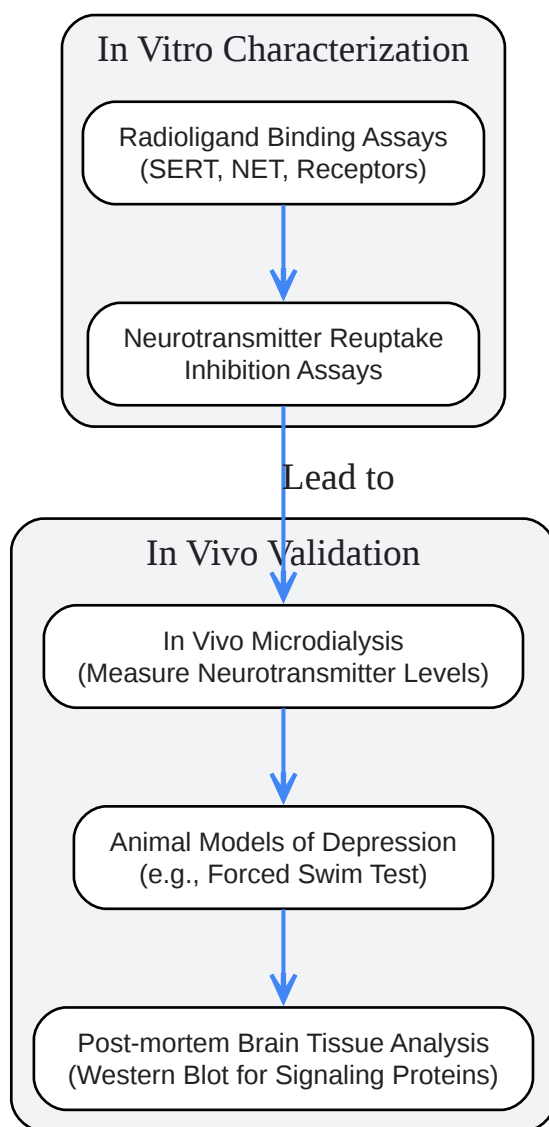 In Vitro Characterization
Radioligand Binding Assays
(SERT, NET, Receptors)
Neurotransmitter Reuptake
Inhibition Assays
Lead to
In Vivo Validation
In Vivo Microdialysis
(Measure Neurotransmitter Levels)
Animal Models of Depression
(e.g., Forced Swim Test)
Post-mortem Brain Tissue Analysis
(Western Blot for Signaling Proteins)